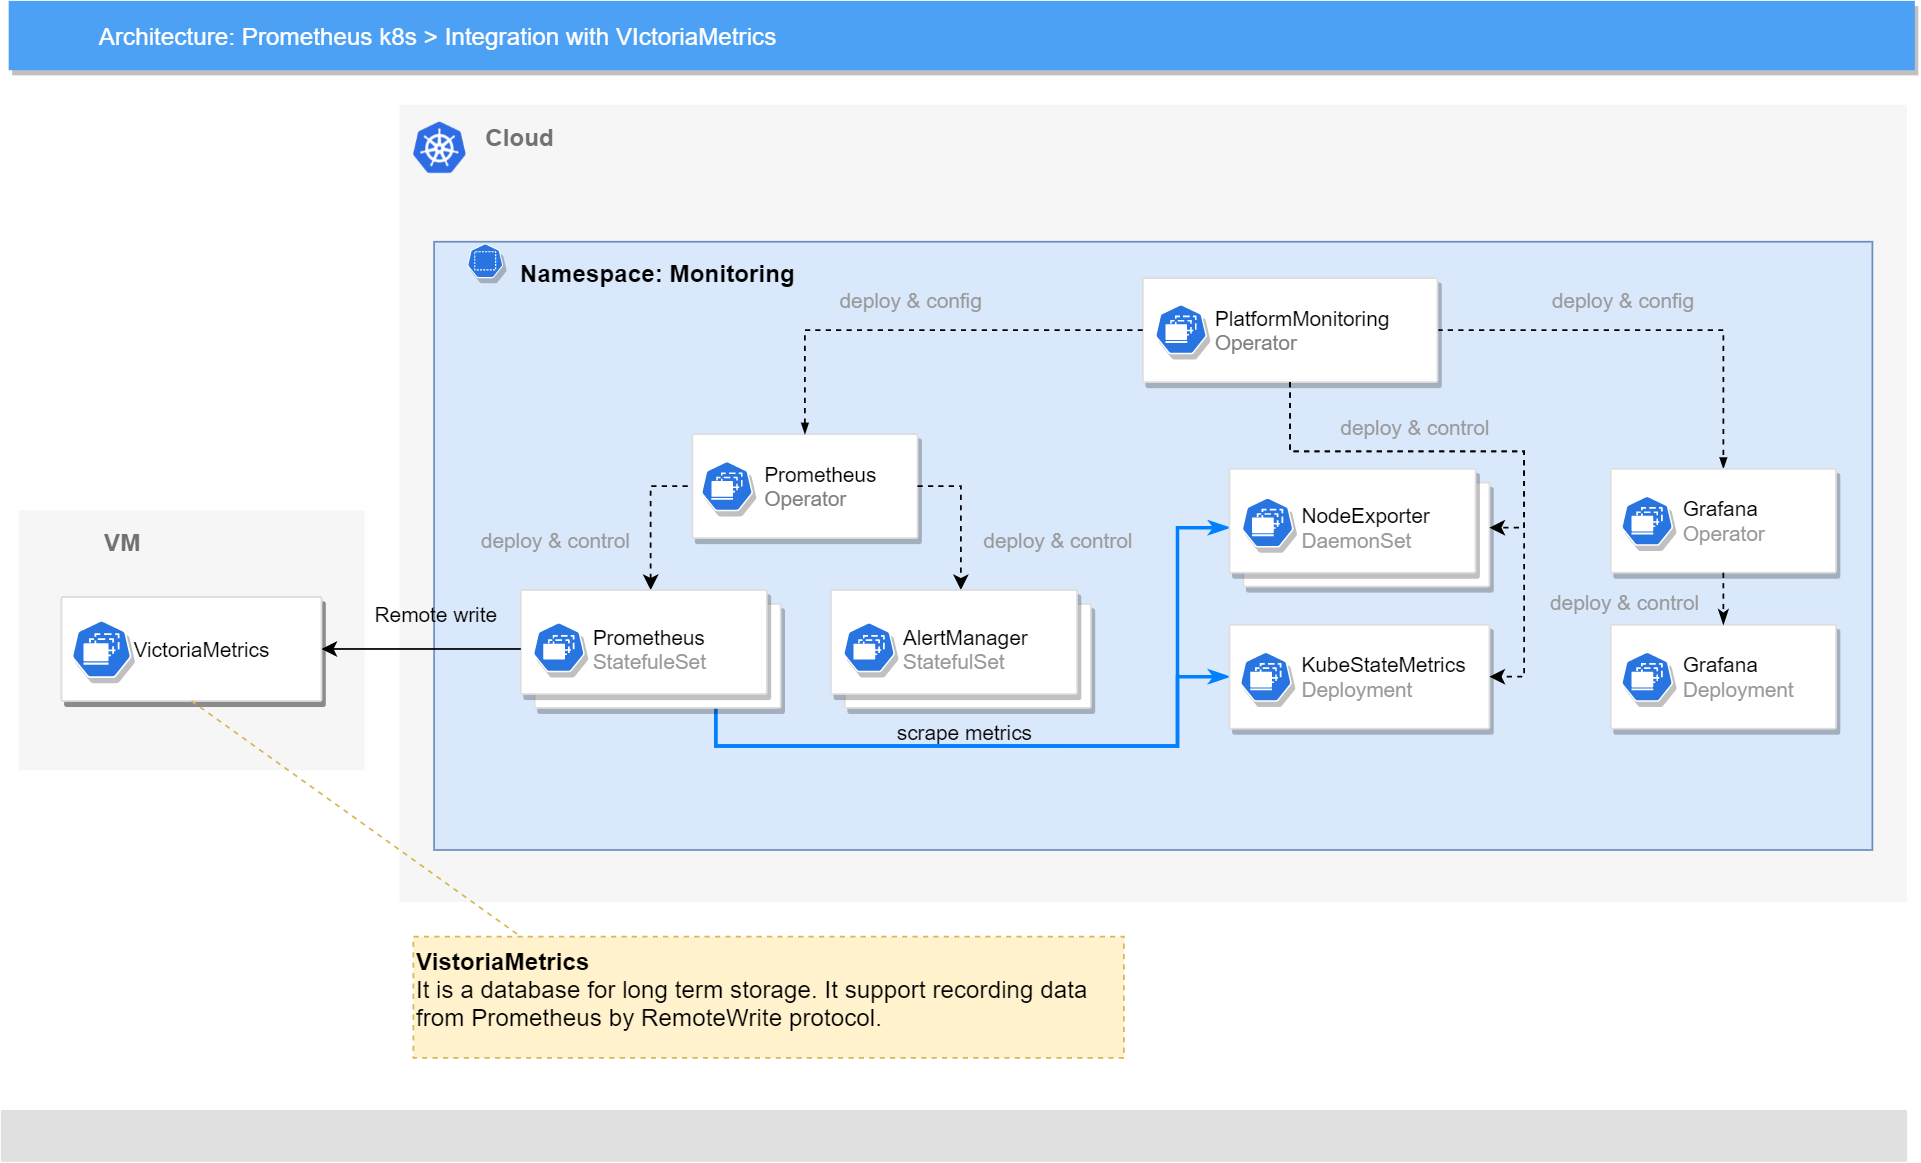 Architecture: Prometheus k8s > Integration with VIctoriaMetrics
Cloud
Namespace: Monitoring
deploy & config
PlatformMonitoring
Operator
deploy & config
deploy & control
Prometheus
Operator
deploy & control
deploy & control
NodeExporter
DaemonSet
Grafana
Operator
deploy & control
VM
VictoriaMetrics
Remote write
Prometheus
StatefuleSet
AlertManager
StatefulSet
KubeStateMetrics
Deployment
Grafana
Deployment
scrape metrics
VistoriaMetrics
It is a database for long term storage. It support recording data
from Prometheus by RemoteWrite protocol.